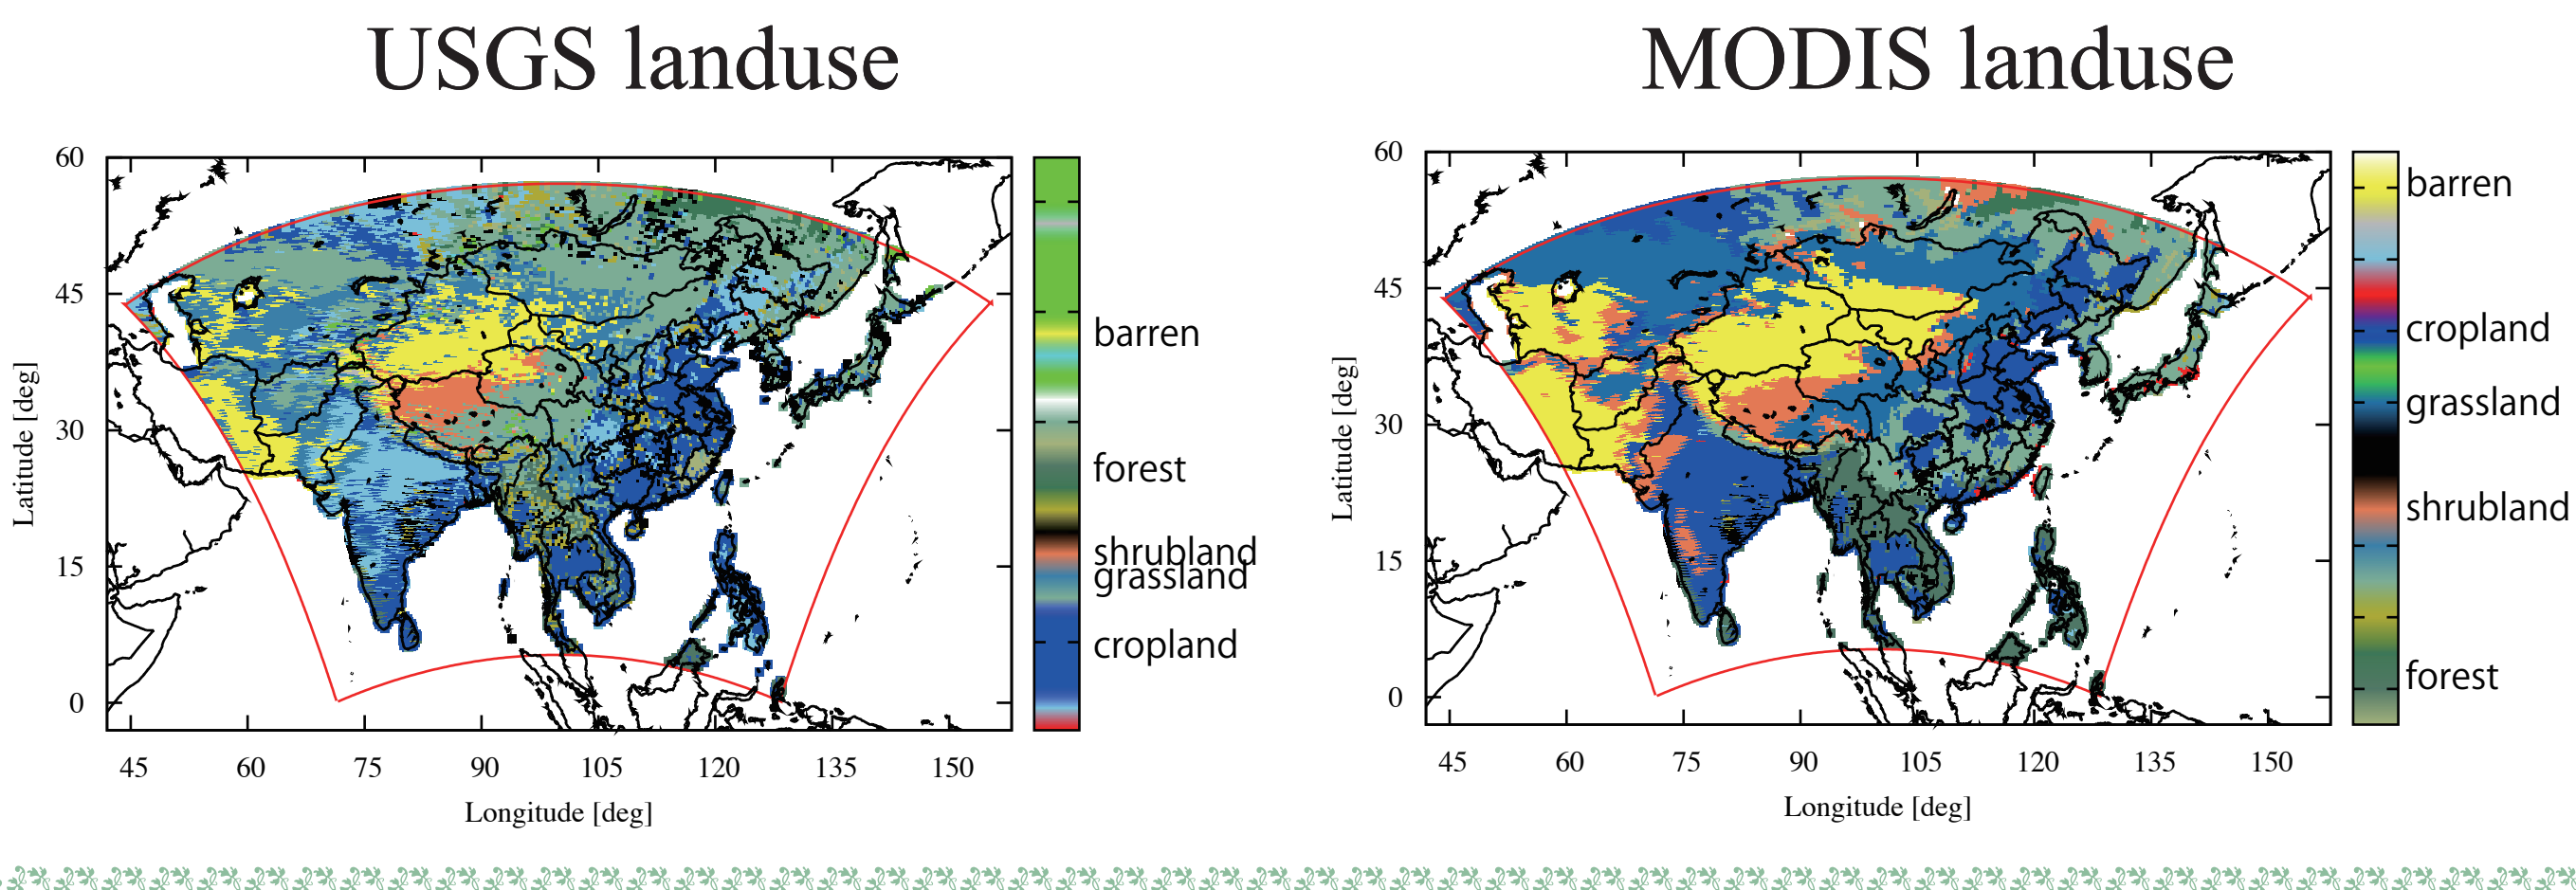 USGS landuse
60
45
30
15
0
Latitude [deg]
45 60 75 90 105 120 135 150
Longitude [deg]
barren
forest
shrubland
grassland
cropland
MODIS landuse
60
45
30
15
0
Latitude [deg]
45 60 75 90 105 120 135 150
Longitude [deg]
barren
cropland
grassland
shrubland
forest